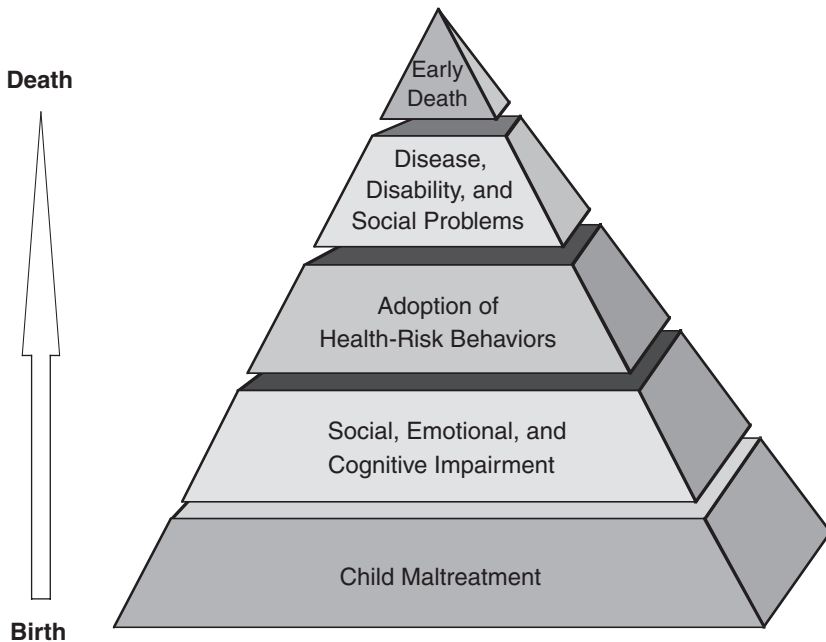 Death
Early
Death
Disease,
Disability, and
Social Problems
Adoption of
Health-Risk Behaviors
Social, Emotional, and
Cognitive Impairment
Child Maltreatment
Birth